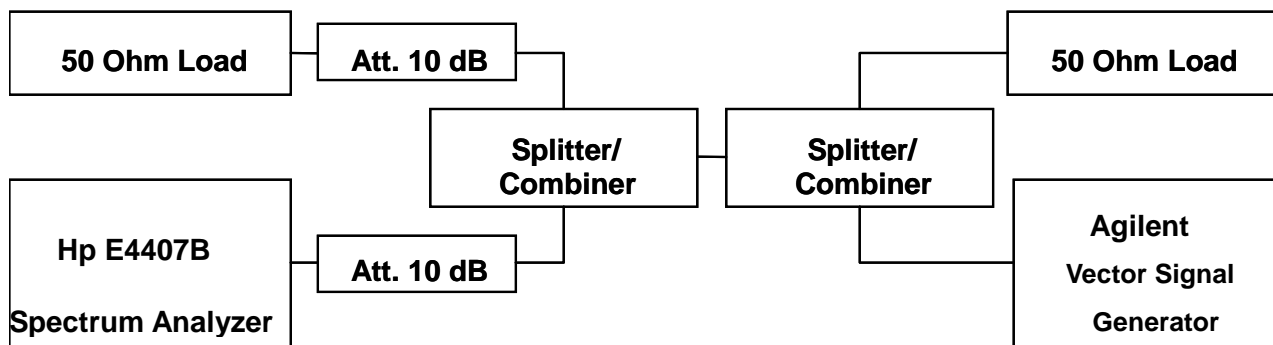 50 Ohm Load
Att. 10 dB
50 Ohm Load
Splitter/
Combiner
Splitter/
Combiner
Hp E4407B
Spectrum Analyzer
Att. 10 dB
Agilent
Vector Signal
Generator